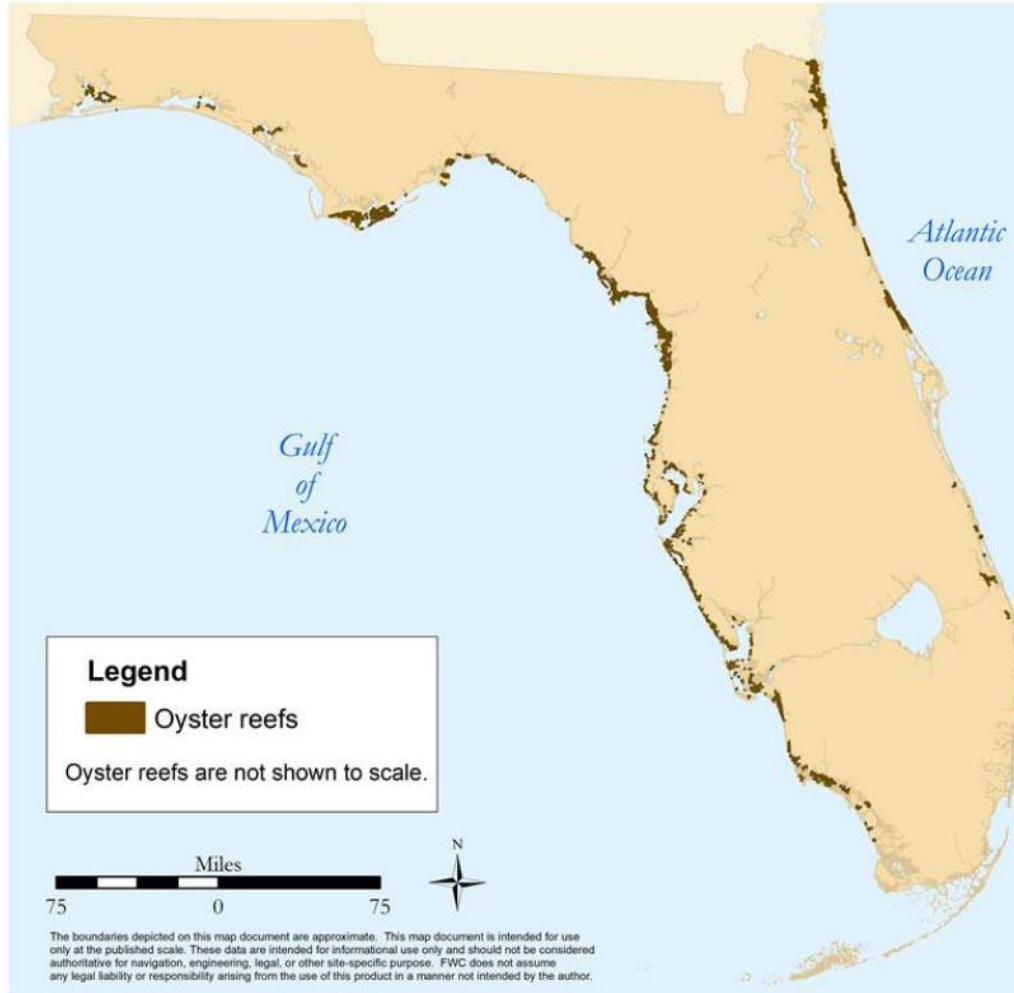 Atlantic
Ocean
Gulf
of
Mexico
Legend
Oyster reefs
Oyster reefs are not shown to scale.
N
Miles
75 0 75
The boundaries depicted on this map document are approximate. This map document is intended for use
only at the published scale. These data are intended for informational use only and should not be considered
authoritative for navigation, engineering, legal, or other site-specific purpose. FWC does not assume
any legal liability or responsibility arising from the use of this product in a manner not intended by the author.